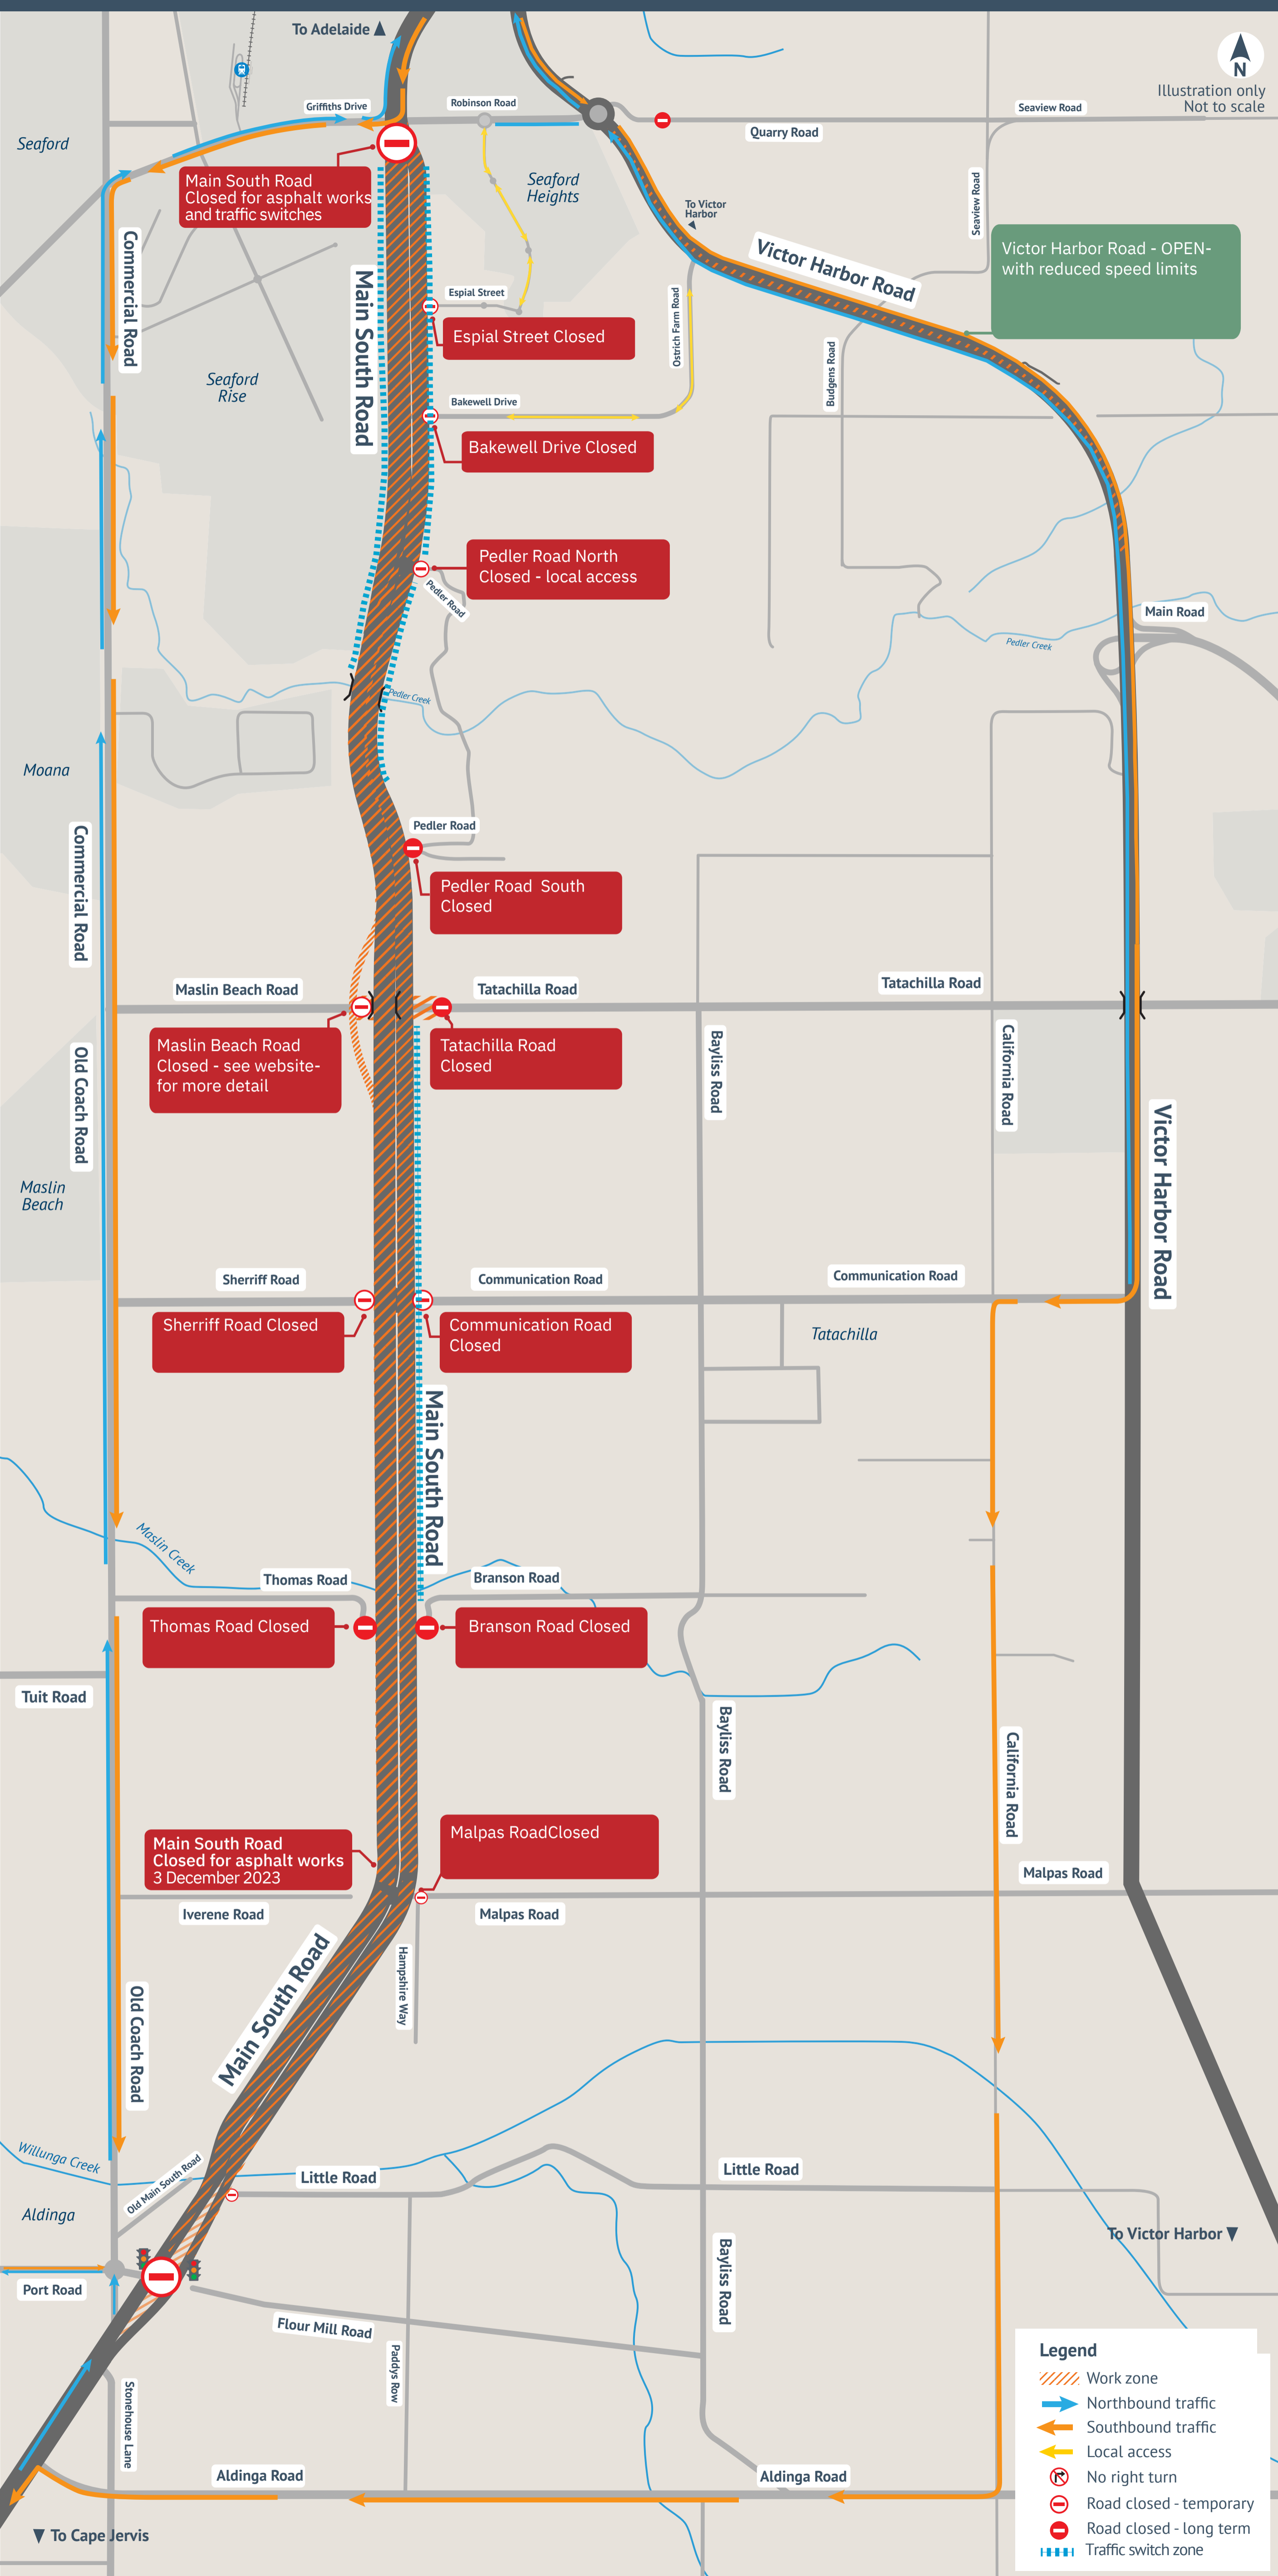 To Adelaide
N
Illustration only
Not to scale
Griffiths Drive
Robinson Road
Seaview Road
Quarry Road
Seaford
Main South Road
Closed for asphalt works
and traffic switches
Seaford
Heights
Seaview Road
To Victor
Harbor
Victor Harbor Road
Victor Harbor Road - OPEN-
with reduced speed limits
Commercial Road
Main South Road
Espial Street
Espial Street Closed
Ostrich Farm Road
Budgens Road
Seaford
Rise
Bakewell Drive
Bakewell Drive Closed
Pedler Road North
Closed - local access
Pedler Road
Main Road
Pedler Creek
Pedler Creek
Moana
Pedler Road
Commercial Road
Pedler Road  South
Closed
Maslin Beach Road
Tatachilla Road
Tatachilla Road
Maslin Beach Road
Closed - see website-
for more detail
Tatachilla Road
Closed
Old Coach Road
Bayliss Road
California Road
Victor Harbor Road
Maslin
Beach
Sherriff Road
Communication Road
Communication Road
Sherriff Road Closed
Communication Road
Closed
Tatachilla
Main South Road
Maslin Creek
Thomas Road
Branson Road
Thomas Road Closed
Branson Road Closed
Tuit Road
Bayliss Road
California Road
Main South Road
Closed for asphalt works
3 December 2023
Malpas RoadClosed
Malpas Road
Iverene Road
Malpas Road
Main South Road
Hampshire Way
Old Coach Road
Willunga Creek
Old Main South Road
Little Road
Little Road
Aldinga
To Victor Harbor
Port Road
Flour Mill Road
Bayliss Road
Paddys Row
Stonehouse Lane
Aldinga Road
Aldinga Road
To Cape Jervis
Legend
Work zone
Northbound traffic
Southbound traffic
Local access
No right turn
Road closed - temporary
Road closed - long term
Traffic switch zone